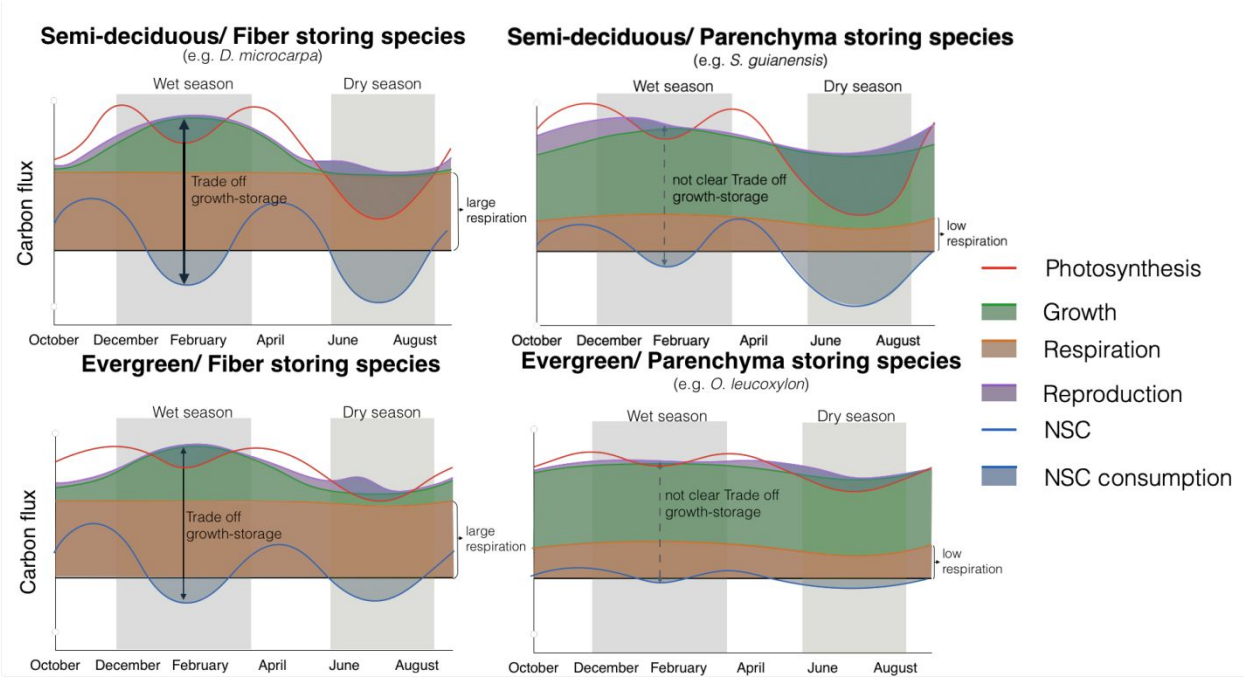 Semi-deciduous/ Fiber storing species
(e.g. D. microcarpa)
Wet season
Dry season
Carbon flux
Trade off
growth-storage
large
respiration
October
December
February
April
June
August
Semi-deciduous/ Parenchyma storing species
(e.g. S. guianensis)
Wet season
Dry season
not clear Trade off
growth-storage
low
respiration
October
December
February
April
June
August
Evergreen/ Fiber storing species
Wet season
Dry season
Carbon flux
Trade off
growth-storage
large
respiration
October
December
February
April
June
August
Evergreen/ Parenchyma storing species
(e.g. O. leucoxylon)
Wet season
Dry season
not clear Trade off
growth-storage
low
respiration
October
December
February
April
June
August
Photosynthesis
Growth
Respiration
Reproduction
NSC
NSC consumption